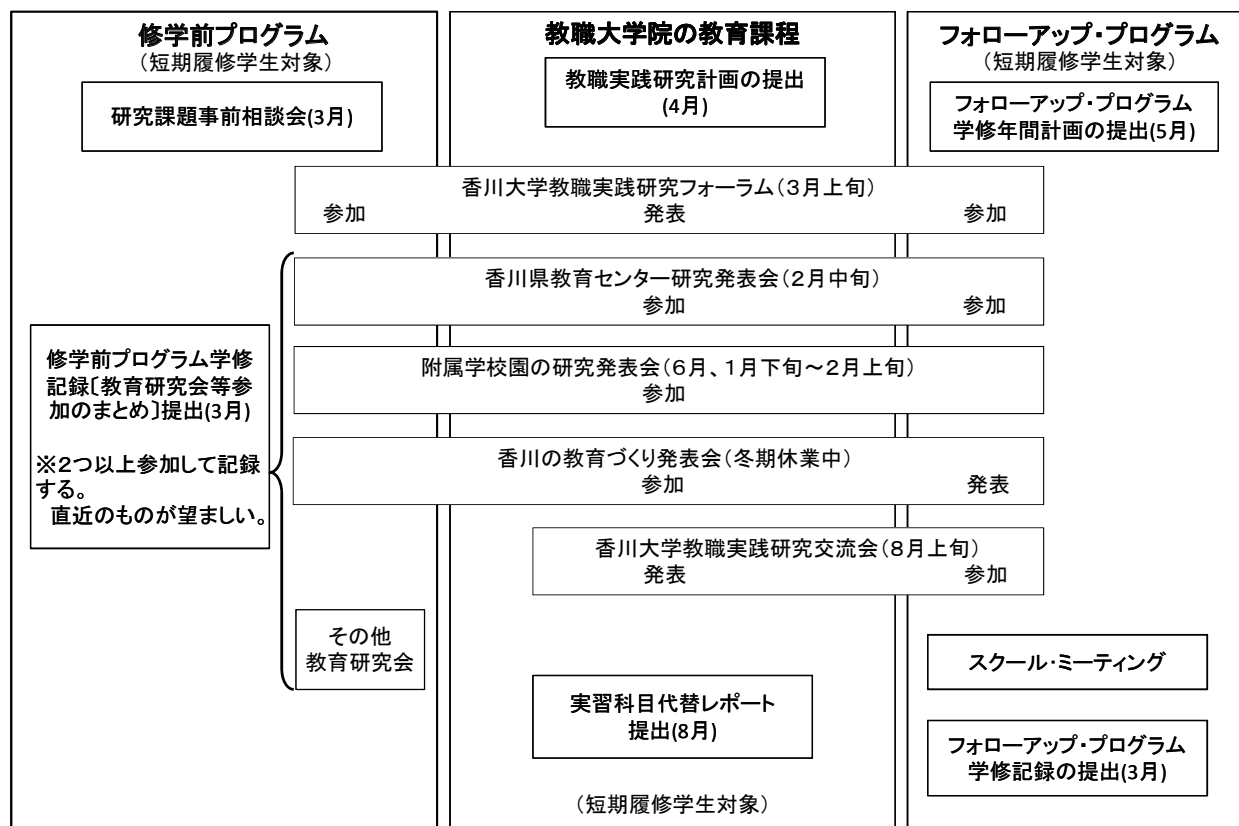 修学前プログラム
(短期履修学生対象)
研究課題事前相談会(3月)
教職大学院の教育課程
教職実践研究計画の提出
(4月)
フォローアップ・プログラム
(短期履修学生対象)
フォローアップ・プログラム
学修年間計画の提出(5月)
香川大学教職実践研究フォーラム(3月上旬)
参加 発表 参加
香川県教育センター研究発表会(2月中旬)
参加 参加
附属学校園の研究発表会(6月、1月下旬~2月上旬)
参加
香川の教育づくり発表会(冬期休業中)
参加 発表
香川大学教職実践研究交流会(8月上旬)
発表 参加
修学前プログラム学修
記録〔教育研究会等参
加のまとめ〕提出(3月)
※2つ以上参加して記録
する。
直近のものが望ましい。
その他
教育研究会
実習科目代替レポート
提出(8月)
(短期履修学生対象)
スクール・ミーティング
フォローアップ・プログラム
学修記録の提出(3月)